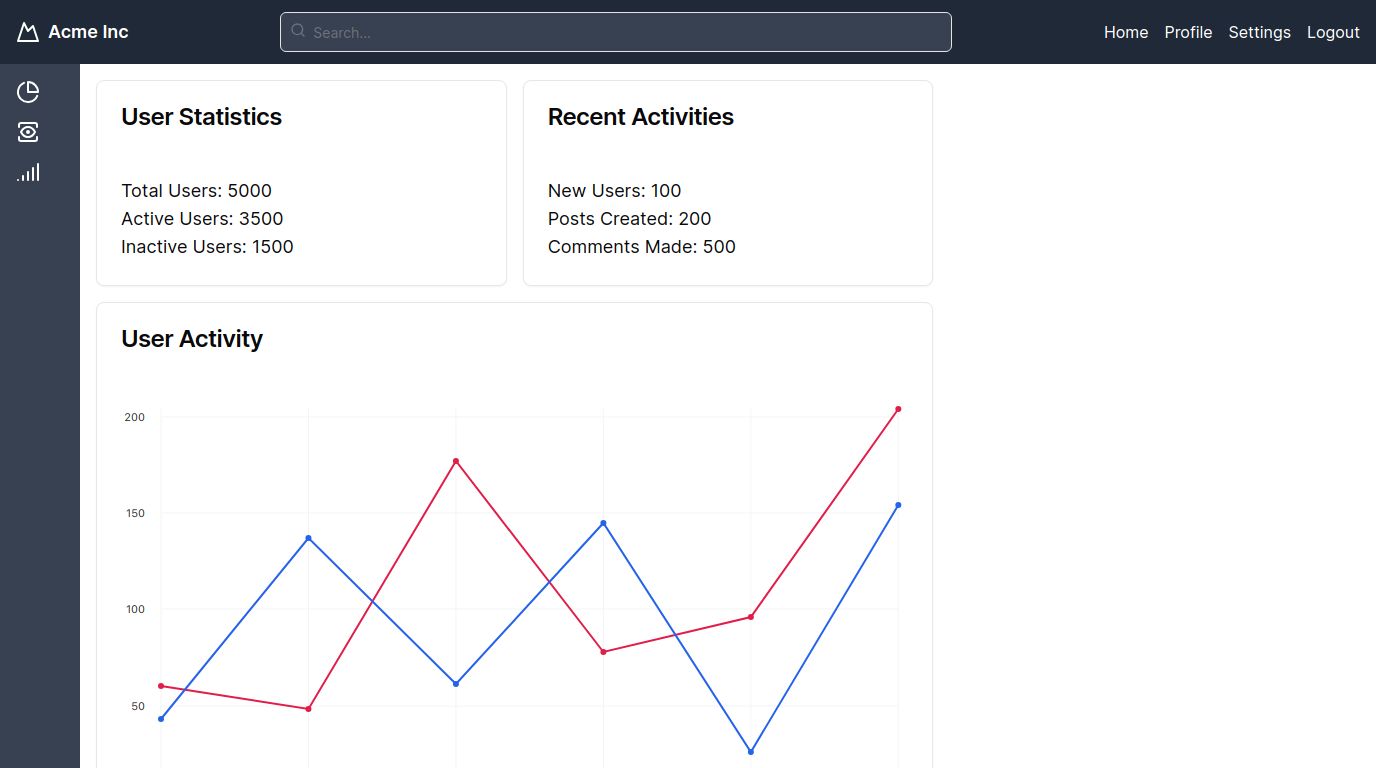 Acme Inc
Search...
Home Profile Settings Logout
User Statistics
Total Users: 5000
Active Users: 3500
Inactive Users: 1500
Recent Activities
New Users: 100
Posts Created: 200
Comments Made: 500
User Activity
200
150
100
50